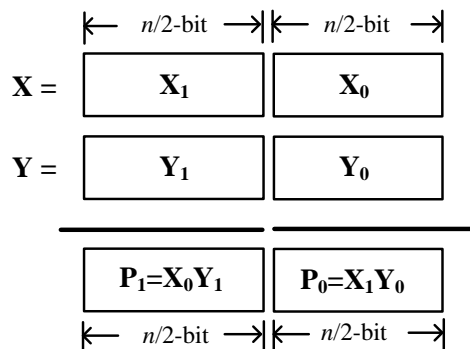 n/2-bit n/2-bit
X = X₁ X₀
Y = Y₁ Y₀
P₁=X₀Y₁ P₀=X₁Y₀
n/2-bit n/2-bit